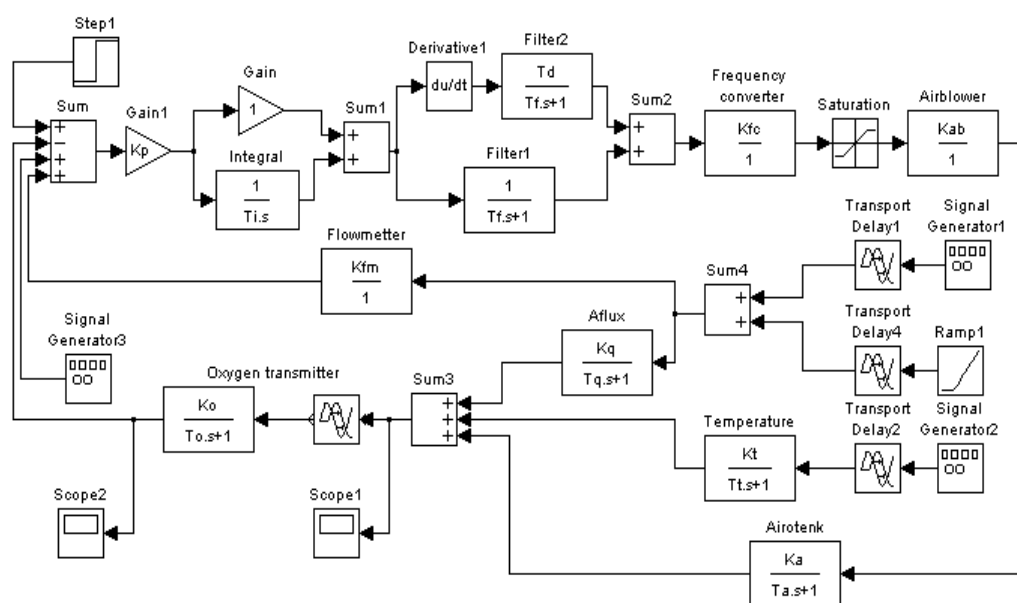 Step1
Sum
+
−
+
+
Gain1
Kp
Gain
1
Integral
1
Ti.s
Sum1
+
+
Derivative1
du/dt
Filter2
Td
Tf.s+1
Filter1
1
Tf.s+1
Sum2
+
+
Frequency
converter
Kfc
1
Saturation
Airblower
Kab
1
Flowmetter
Kfm
1
Sum4
+
+
Transport
Delay1
Signal
Generator1
Transport
Delay4
Ramp1
Aflux
Kq
Tq.s+1
Signal
Generator3
Oxygen transmitter
Ko
To.s+1
Sum3
+
+
+
Temperature
Kt
Tt.s+1
Transport
Delay2
Signal
Generator2
Scope2
Scope1
Airotenk
Ka
Ta.s+1